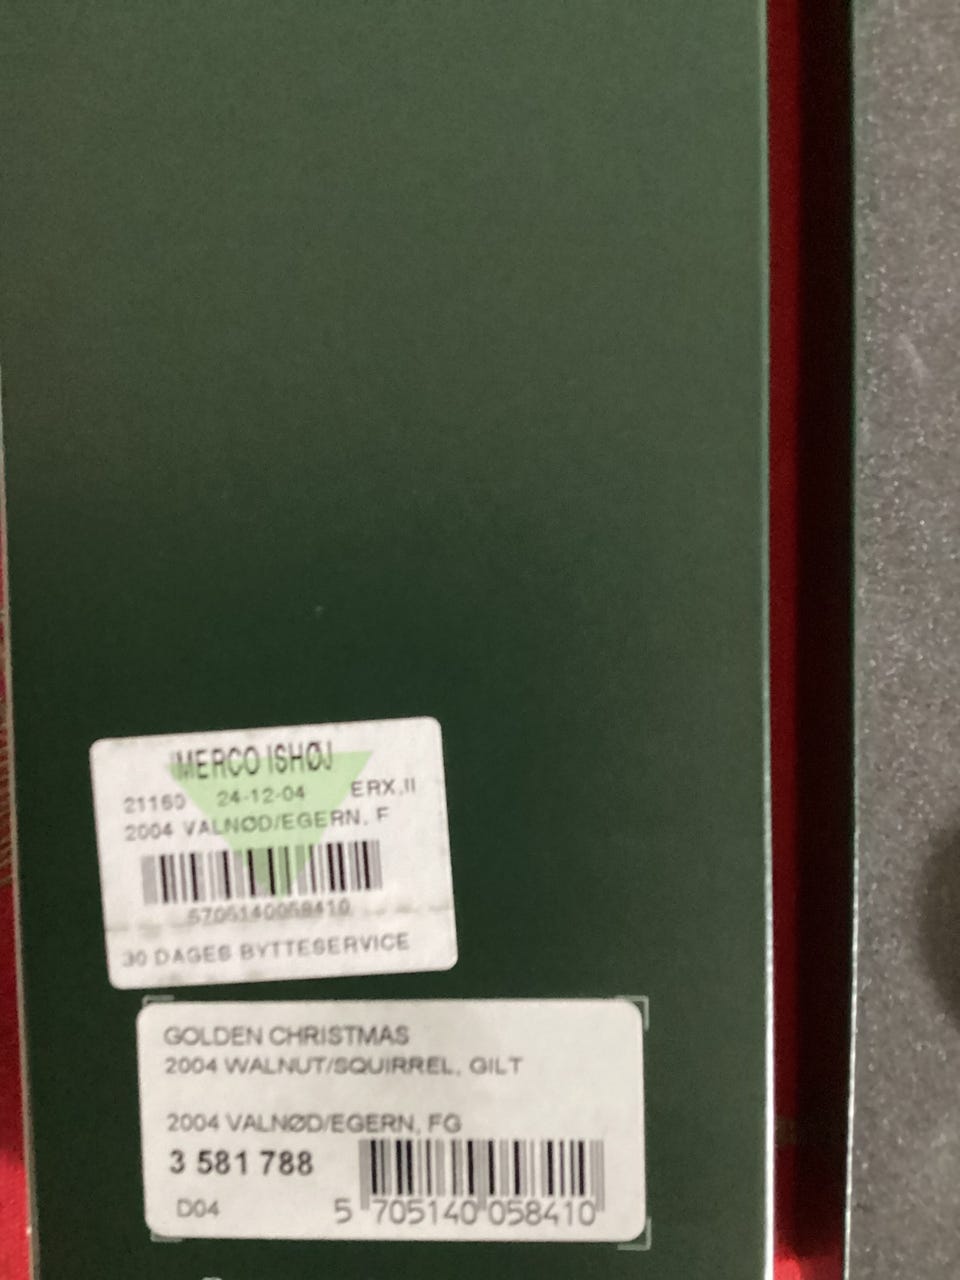 IMERCO ISHØJ
21160 24-12-04 ERX.II
2004 VALNØD/EGERN, F
5705140058410
30 DAGES BYTTESERVICE
GOLDEN CHRISTMAS
2004 WALNUT/SQUIRREL, GILT
2004 VALNØD/EGERN, FG
3 581 788
D04
5 705140 058410